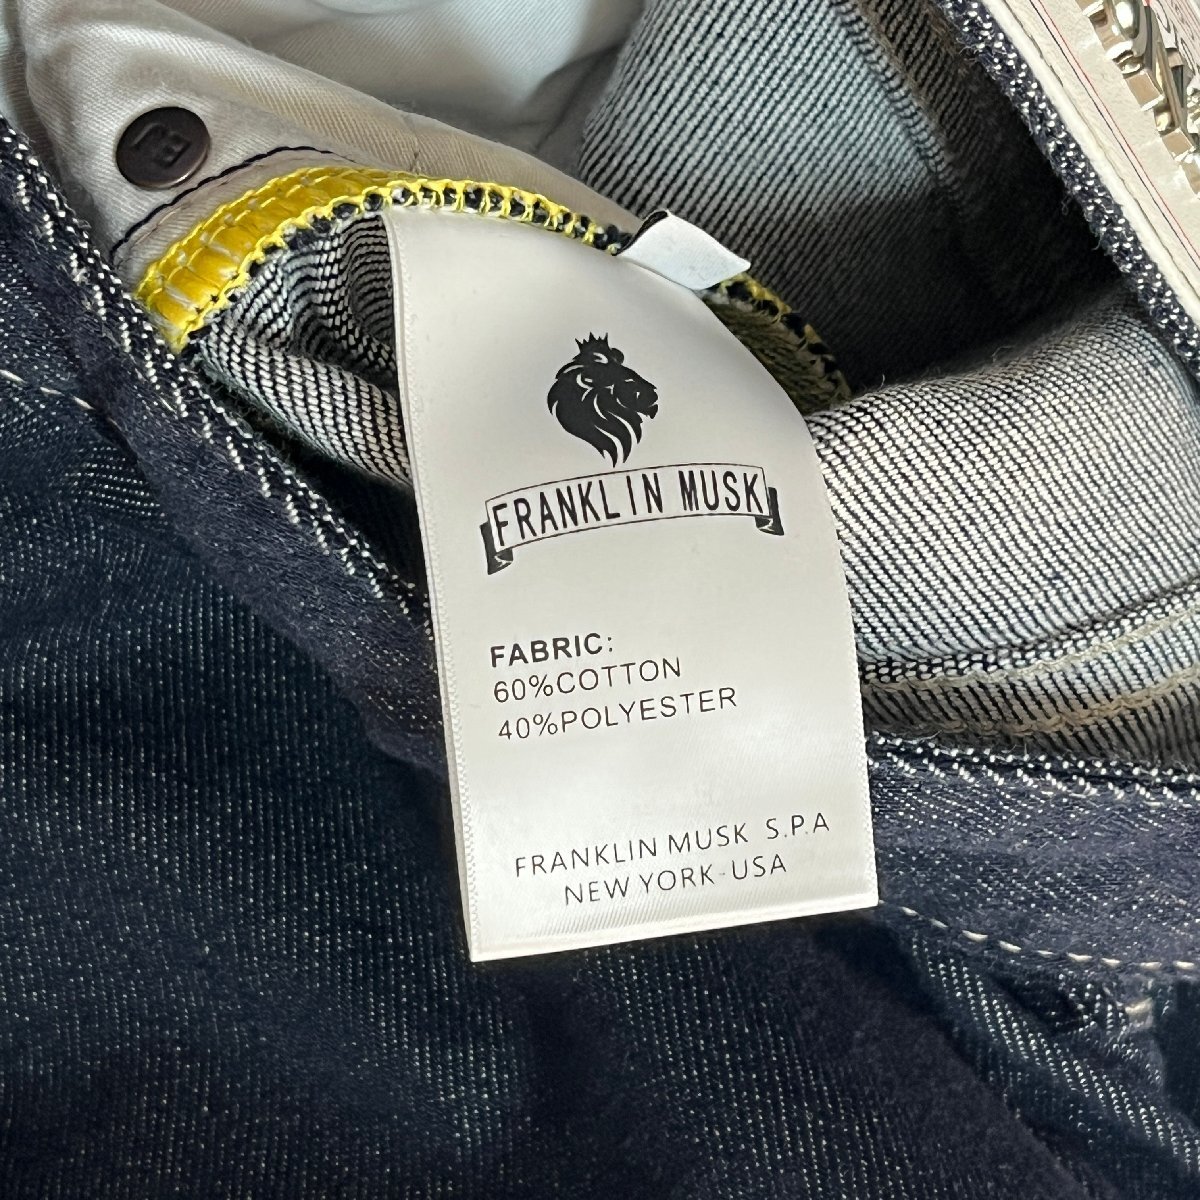 FRANKLIN MUSK
FABRIC:
60%COTTON
40%POLYESTER
FRANKLIN MUSK S.P.A
NEW YORK-USA